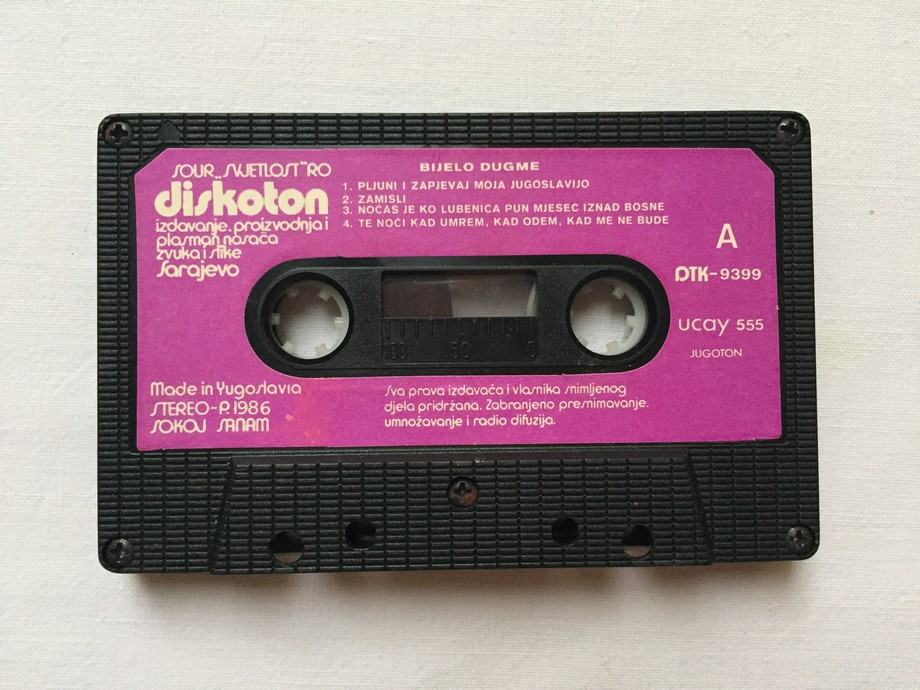 SOUR „SVJETLOST" RO
diskoton
izdavanje, proizvodnja i
plasman nosača
zvuka i slike
Sarajevo
BIJELO DUGME
1. PLJUNI I ZAPJEVAJ MOJA JUGOSLAVIJO
2. ZAMISLI
3. NOĆAS JE KO LUBENICA PUN MJESEC IZNAD BOSNE
4. TE NOĆI KAD UMREM, KAD ODEM, KAD ME NE BUDE
A
DTK-9399
ucay 555
JUGOTON
100 50 0
Made in Yugoslavia
STEREO-P. 1986
SOKOJ SANAM
Sva prava izdavača i vlasnika snimljenog
djela pridržana. Zabranjeno presnimavanje.
umnožavanje i radio difuzija.